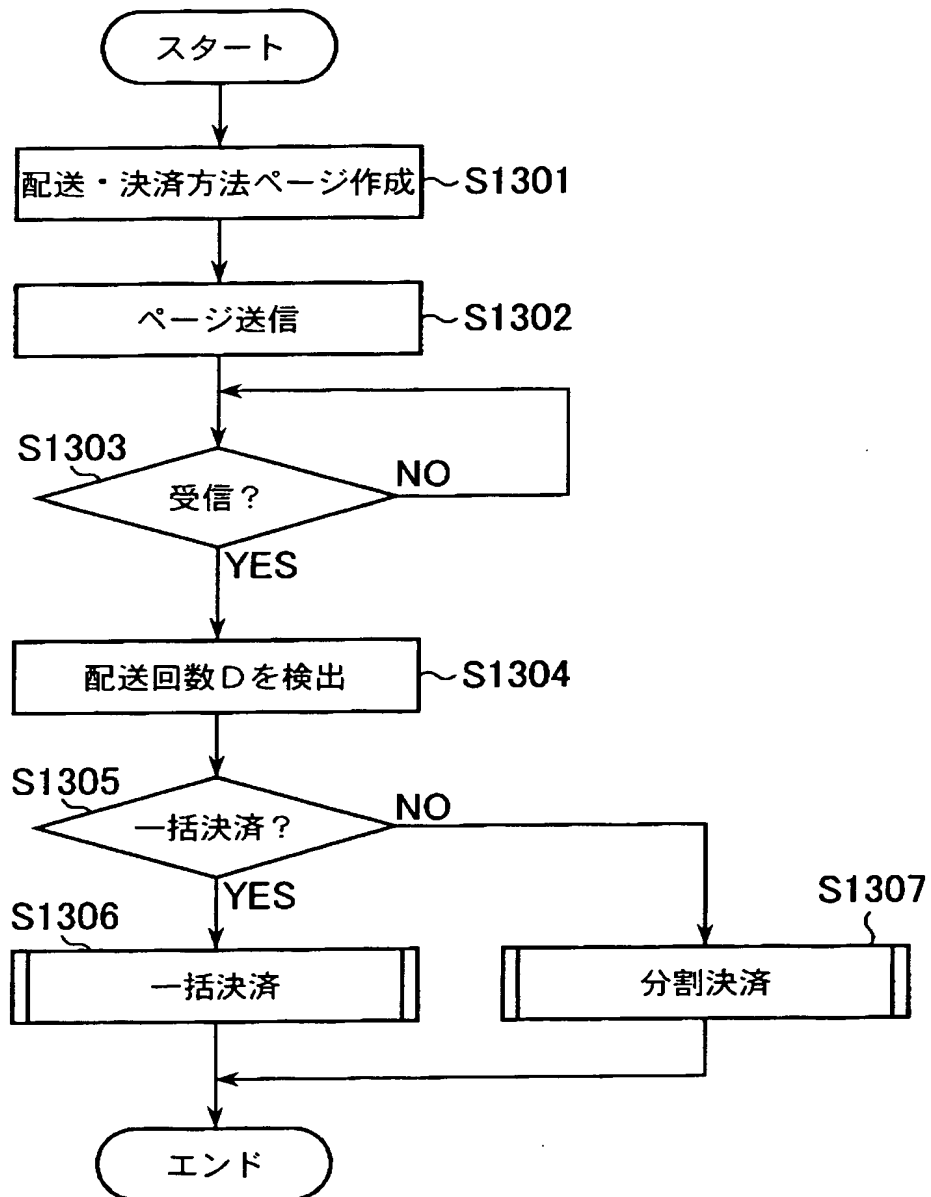 スタート
配送・決済方法ページ作成
S1301
ページ送信
S1302
S1303
受信?
NO
YES
配送回数Dを検出
S1304
S1305
一括決済?
NO
YES
S1306
一括決済
S1307
分割決済
エンド